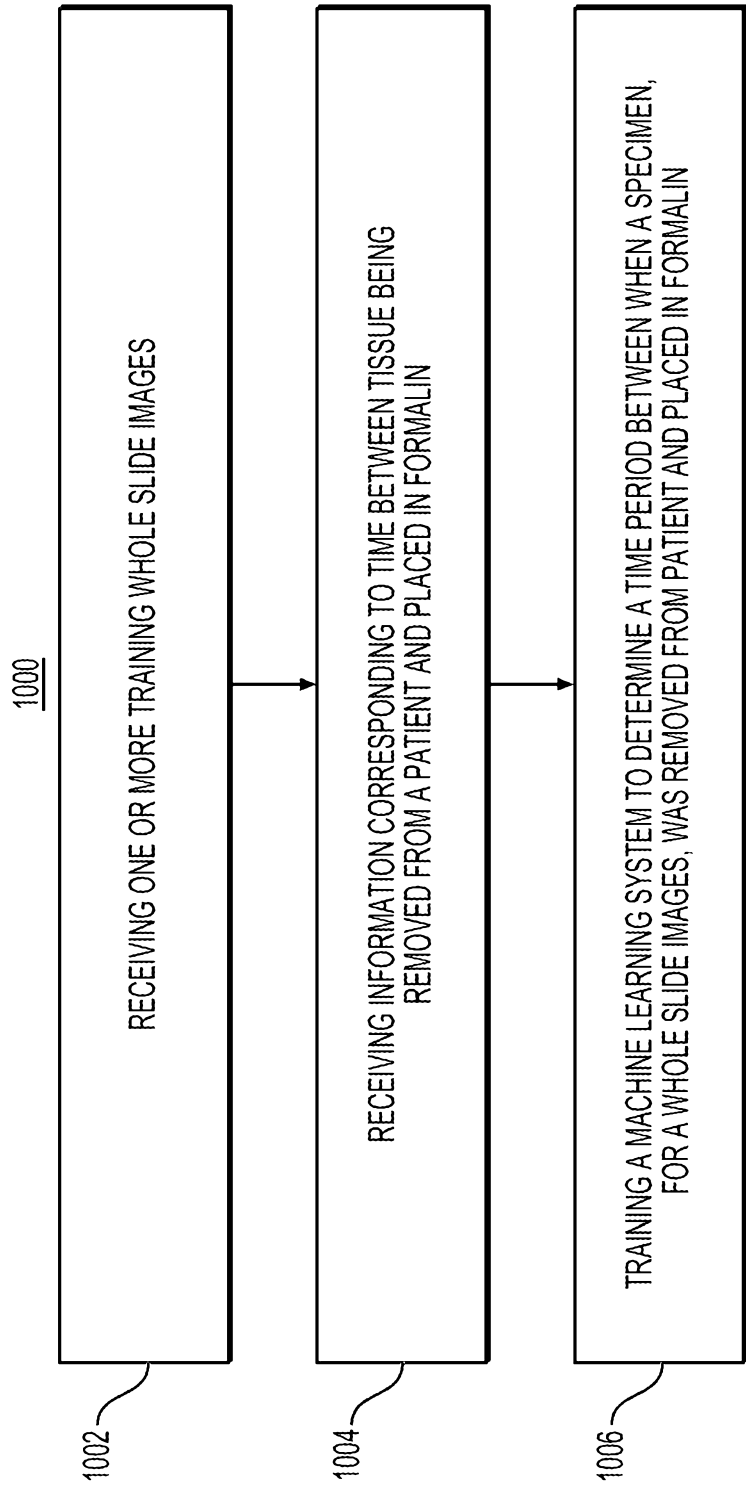 1000
1002
RECEIVING ONE OR MORE TRAINING WHOLE SLIDE IMAGES
1004
RECEIVING INFORMATION CORRESPONDING TO TIME BETWEEN TISSUE BEING
REMOVED FROM A PATIENT AND PLACED IN FORMALIN
1006
TRAINING A MACHINE LEARNING SYSTEM TO DETERMINE A TIME PERIOD BETWEEN WHEN A SPECIMEN,
FOR A WHOLE SLIDE IMAGES, WAS REMOVED FROM PATIENT AND PLACED IN FORMALIN